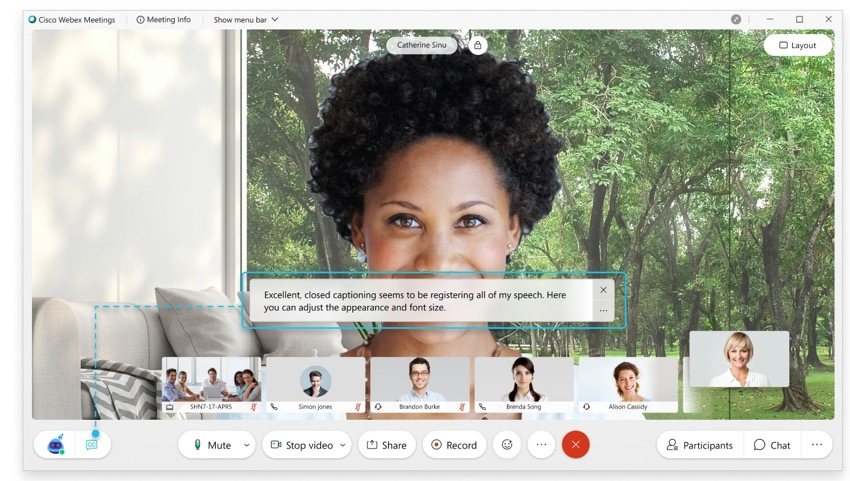 Cisco Webex Meetings
Meeting Info
Show menu bar
Catherine Sinu
Layout
Excellent, closed captioning seems to be registering all of my speech. Here
you can adjust the appearance and font size.
SHN7-17-APR5
Simon Jones
Brandon Burke
Brenda Song
Alison Cassidy
CC
Mute
Stop video
Share
Record
Participants
Chat